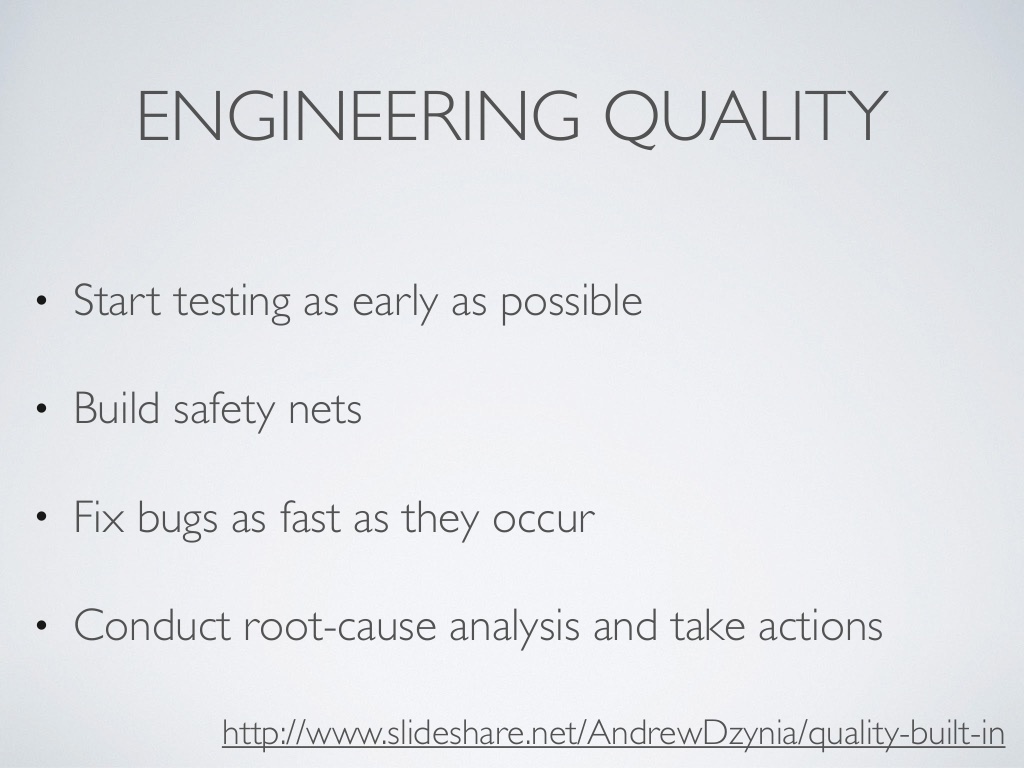 ENGINEERING QUALITY
• Start testing as early as possible
• Build safety nets
• Fix bugs as fast as they occur
• Conduct root-cause analysis and take actions
http://www.slideshare.net/AndrewDzynia/quality-built-in